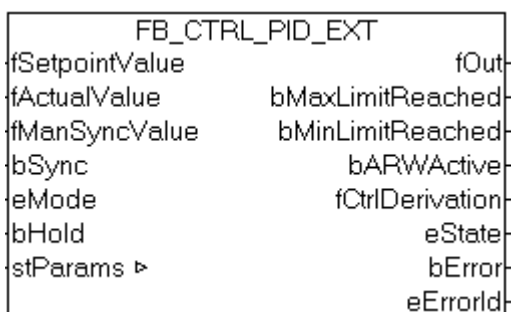 FB_CTRL_PID_EXT
fSetpointValue fOut
fActualValue bMaxLimitReached
fManSyncValue bMinLimitReached
bSync bARWActive
eMode fCtrlDerivation
bHold eState
stParams ▹ bError
eErrorId